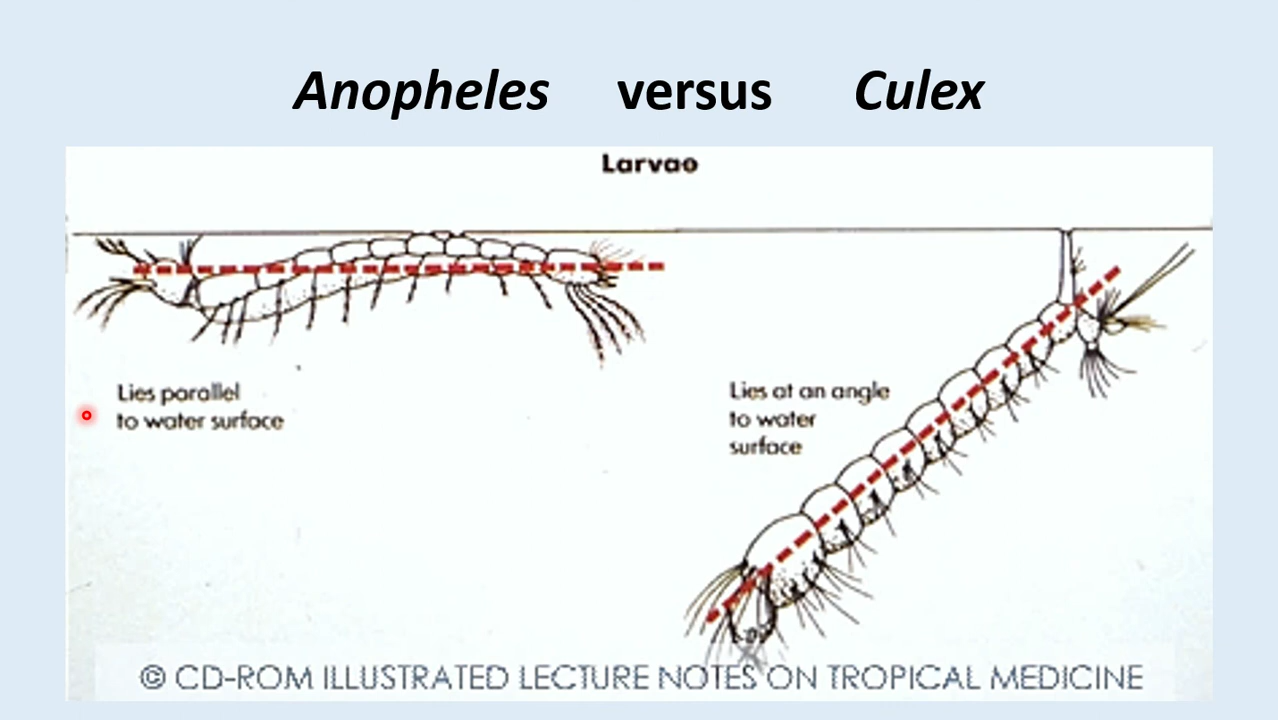 Anopheles versus Culex
Larvae
Lies parallel
to water surface
Lies at an angle
to water
surface
© CD-ROM ILLUSTRATED LECTURE NOTES ON TROPICAL MEDICINE